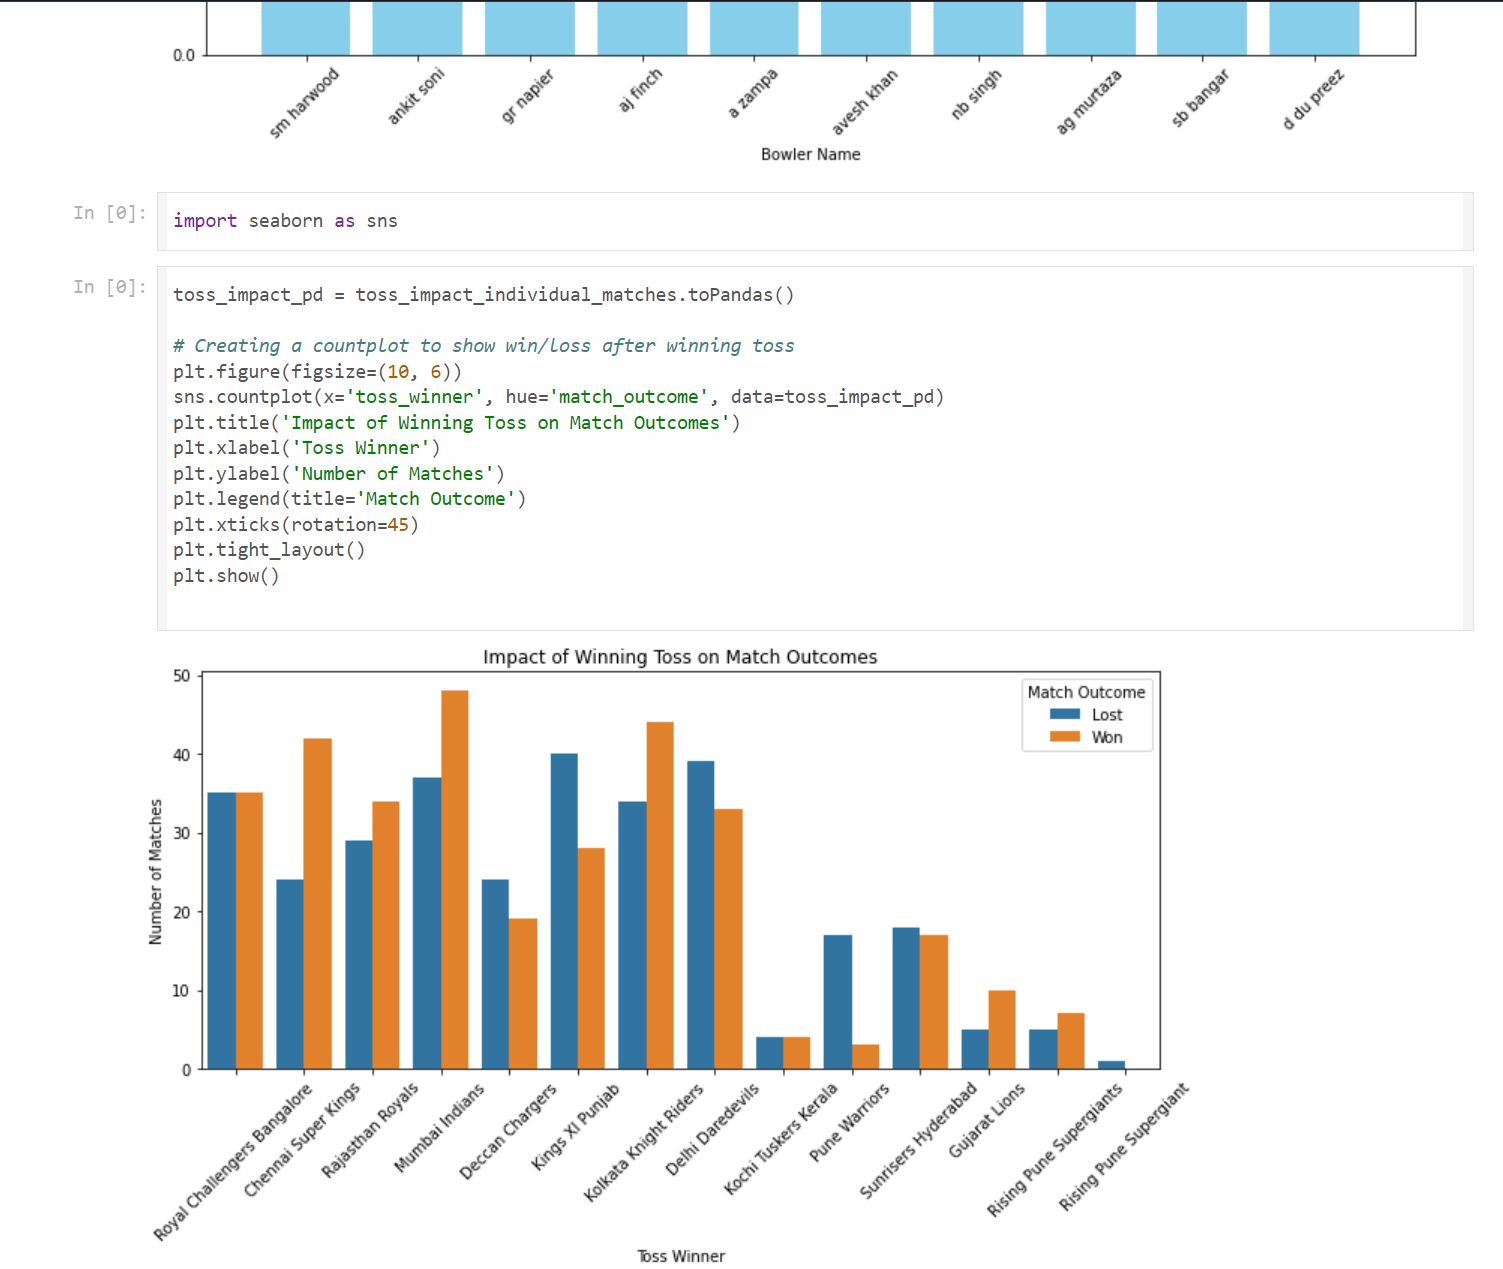 0.0
sm harwood
ankit soni
gr napier
aj finch
a zampa
avesh khan
nb singh
ag murtaza
sb bangar
d du preez
Bowler Name
In [0]:
import seaborn as sns
In [0]:
toss_impact_pd = toss_impact_individual_matches.toPandas()
# Creating a countplot to show win/loss after winning toss
plt.figure(figsize=(10, 6))
sns.countplot(x='toss_winner', hue='match_outcome', data=toss_impact_pd)
plt.title('Impact of Winning Toss on Match Outcomes')
plt.xlabel('Toss Winner')
plt.ylabel('Number of Matches')
plt.legend(title='Match Outcome')
plt.xticks(rotation=45)
plt.tight_layout()
plt.show()
Impact of Winning Toss on Match Outcomes
Match Outcome
Lost
Won
Number of Matches
50
40
30
20
10
0
Royal Challengers Bangalore
Chennai Super Kings
Rajasthan Royals
Mumbai Indians
Deccan Chargers
Kings XI Punjab
Kolkata Knight Riders
Delhi Daredevils
Kochi Tuskers Kerala
Pune Warriors
Sunrisers Hyderabad
Gujarat Lions
Rising Pune Supergiants
Rising Pune Supergiant
Toss Winner